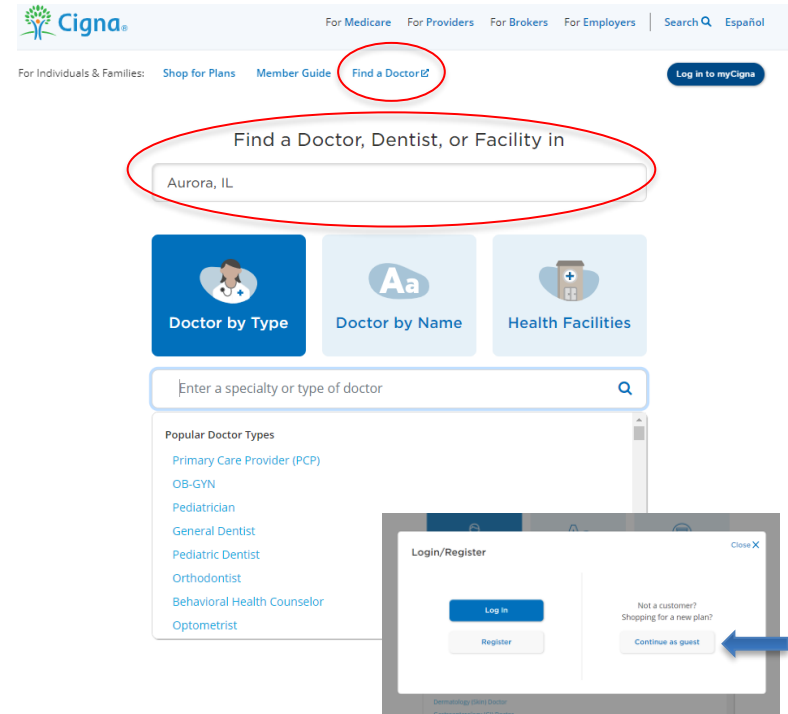 Cigna®
For Medicare For Providers For Brokers For Employers Search Español
For Individuals & Families: Shop for Plans Member Guide Find a Doctor Log in to myCigna
Find a Doctor, Dentist, or Facility in
Aurora, IL
Aa
Doctor by Type Doctor by Name Health Facilities
Enter a specialty or type of doctor
Popular Doctor Types
Primary Care Provider (PCP)
OB-GYN
Pediatrician
General Dentist
Pediatric Dentist
Orthodontist
Behavioral Health Counselor
Optometrist
Close X
Login/Register
Log In
Register
Not a customer?
Shopping for a new plan?
Continue as guest
Dermatology (Skin) Doctor